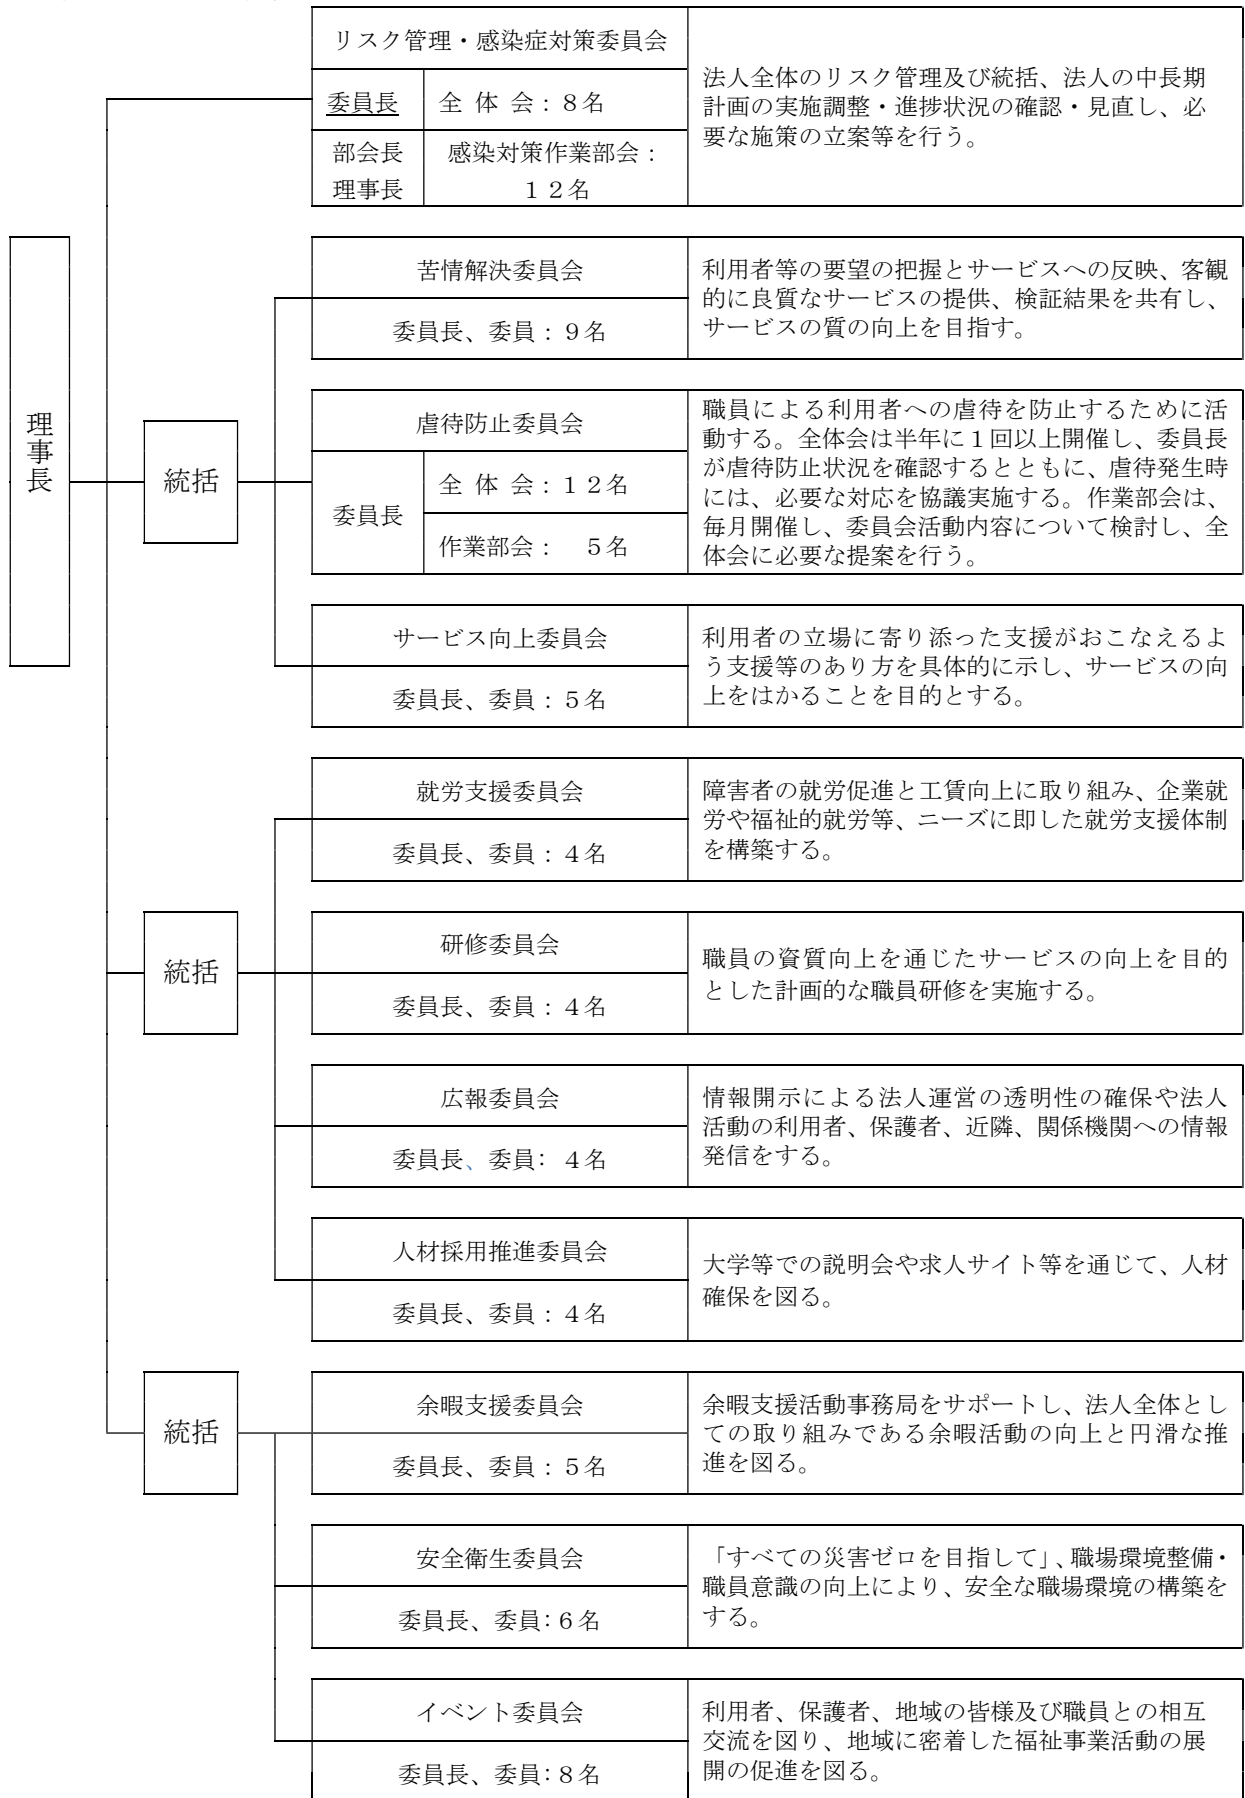 リスク管理・感染症対策委員会
委員長
全 体 会：８名
部会長
理事長
感染対策作業部会：
１２名
法人全体のリスク管理及び統括、法人の中長期
計画の実施調整・進捗状況の確認・見直し、必
要な施策の立案等を行う。
理事長
統括
苦情解決委員会
委員長、委員：９名
利用者等の要望の把握とサービスへの反映、客観
的に良質なサービスの提供、検証結果を共有し、
サービスの質の向上を目指す。
虐待防止委員会
委員長
全 体 会：１２名
作業部会：　５名
職員による利用者への虐待を防止するために活
動する。全体会は半年に１回以上開催し、委員長
が虐待防止状況を確認するとともに、虐待発生時
には、必要な対応を協議実施する。作業部会は、
毎月開催し、委員会活動内容について検討し、全
体会に必要な提案を行う。
サービス向上委員会
委員長、委員：５名
利用者の立場に寄り添った支援がおこなえるよ
う支援等のあり方を具体的に示し、サービスの向
上をはかることを目的とする。
統括
就労支援委員会
委員長、委員：４名
障害者の就労促進と工賃向上に取り組み、企業就
労や福祉的就労等、ニーズに即した就労支援体制
を構築する。
研修委員会
委員長、委員：４名
職員の資質向上を通じたサービスの向上を目的
とした計画的な職員研修を実施する。
広報委員会
委員長、委員： ４名
情報開示による法人運営の透明性の確保や法人
活動の利用者、保護者、近隣、関係機関への情報
発信をする。
人材採用推進委員会
委員長、委員：４名
大学等での説明会や求人サイト等を通じて、人材
確保を図る。
統括
余暇支援委員会
委員長、委員：５名
余暇支援活動事務局をサポートし、法人全体とし
ての取り組みである余暇活動の向上と円滑な推
進を図る。
安全衛生委員会
委員長、委員：６名
「すべての災害ゼロを目指して」、職場環境整備・
職員意識の向上により、安全な職場環境の構築を
する。
イベント委員会
委員長、委員：８名
利用者、保護者、地域の皆様及び職員との相互
交流を図り、地域に密着した福祉事業活動の展
開の促進を図る。